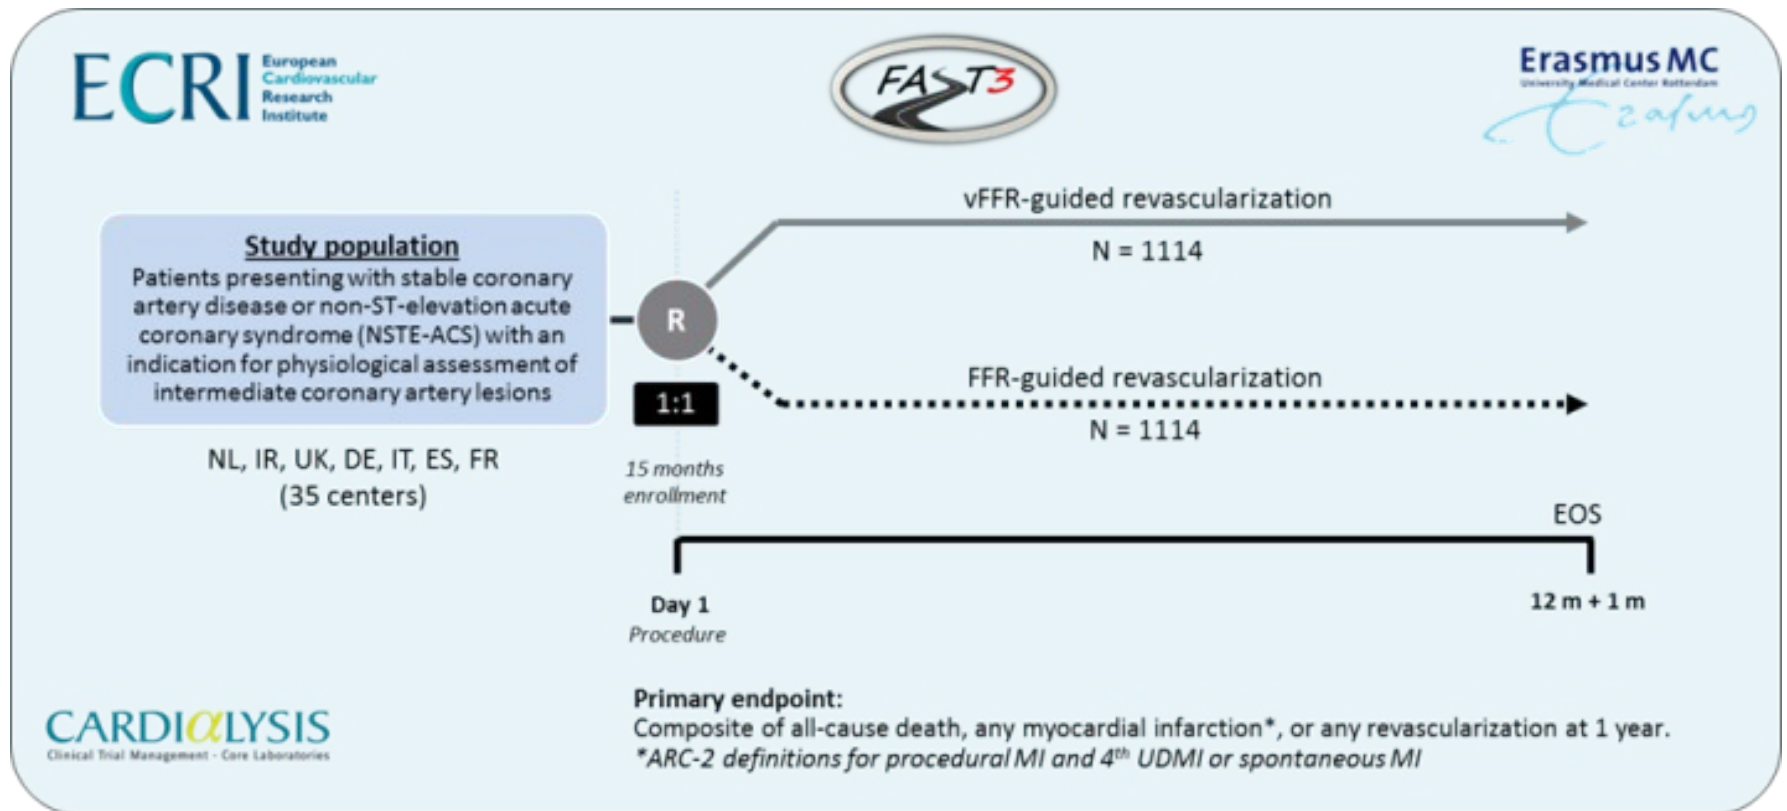 ECRI
European
Cardiovascular
Research
Institute
FAST3
Erasmus MC
University Medical Center Rotterdam
Erasmus
Study population
Patients presenting with stable coronary
artery disease or non-ST-elevation acute
coronary syndrome (NSTE-ACS) with an
indication for physiological assessment of
intermediate coronary artery lesions
NL, IR, UK, DE, IT, ES, FR
(35 centers)
R
1:1
15 months
enrollment
vFFR-guided revascularization
N = 1114
FFR-guided revascularization
N = 1114
EOS
Day 1
Procedure
12 m + 1 m
Primary endpoint:
Composite of all-cause death, any myocardial infarction*, or any revascularization at 1 year.
*ARC-2 definitions for procedural MI and 4th UDMI or spontaneous MI
CARDIαLYSIS
Clinical Trial Management - Core Laboratories